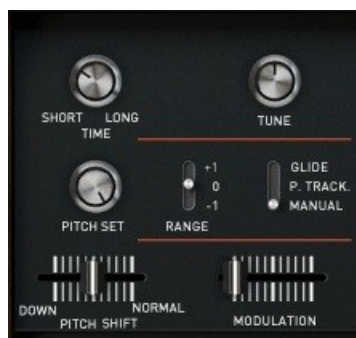 SHORT LONG
TIME
TUNE
PITCH SET
+1
0
-1
RANGE
GLIDE
P. TRACK.
MANUAL
DOWN
NORMAL
PITCH SHIFT
MODULATION